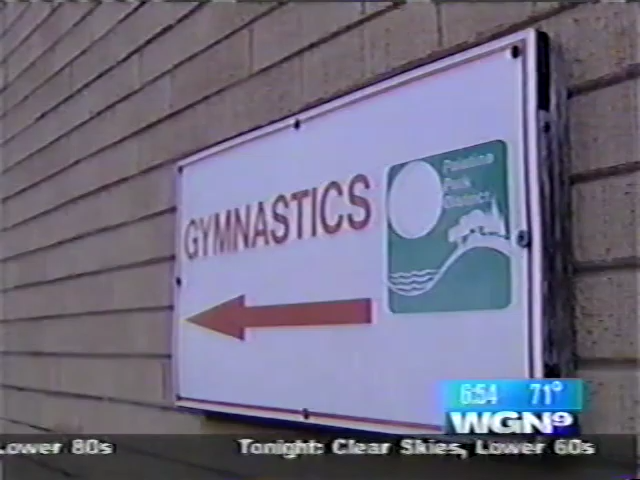 GYMNASTICS
Palatine
Park
District
6:54 71°
WGN9
Lower 80s Tonight: Clear Skies, Lower 60s